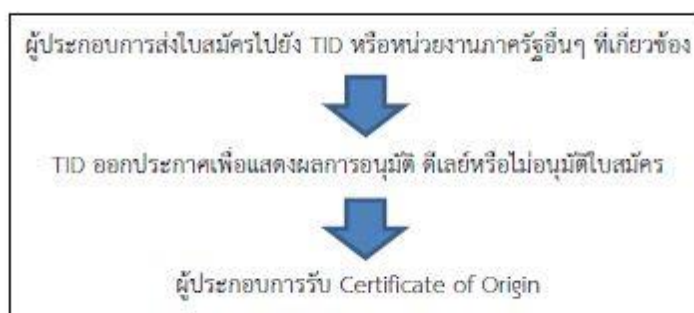 ผู้ประกอบการส่งใบสมัครไปยัง TID หรือหน่วยงานภาครัฐอื่นๆ ที่เกี่ยวข้อง
TID ออกประกาศเพื่อแสดงผลการอนุมัติ ดีเลย์หรือไม่อนุมัติใบสมัคร
ผู้ประกอบการรับ Certificate of Origin